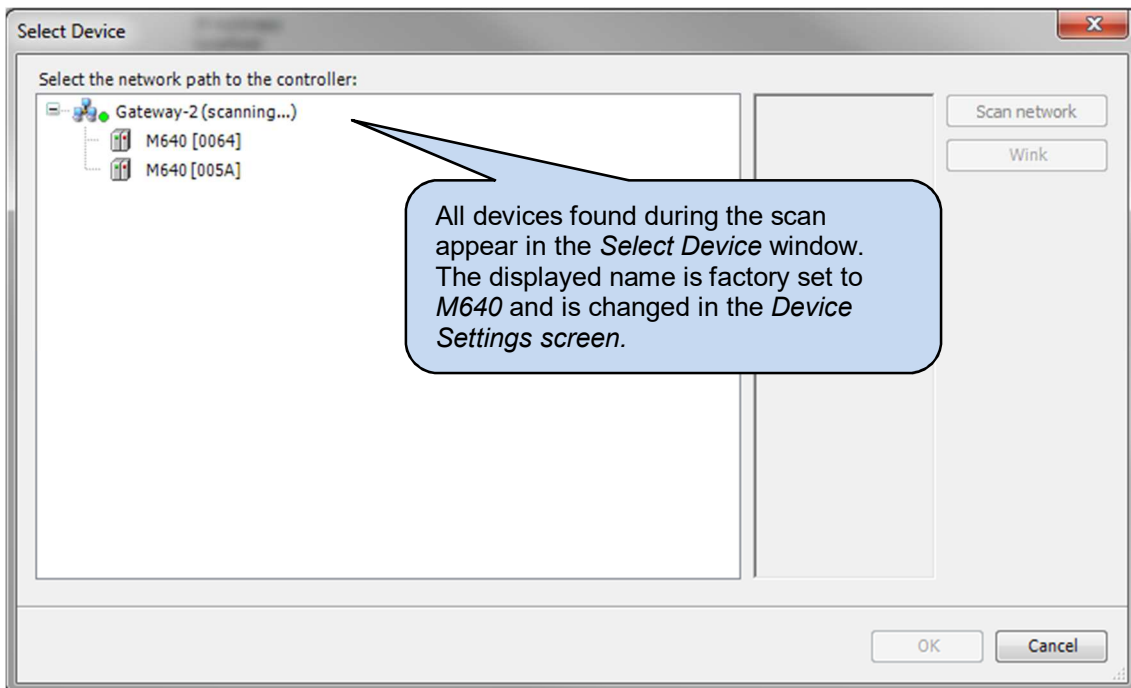 Select Device
Select the network path to the controller:
Gateway-2 (scanning...)
M640 [0064]
M640 [005A]
Scan network
Wink
All devices found during the scan
appear in the Select Device window.
The displayed name is factory set to
M640 and is changed in the Device
Settings screen.
OK
Cancel